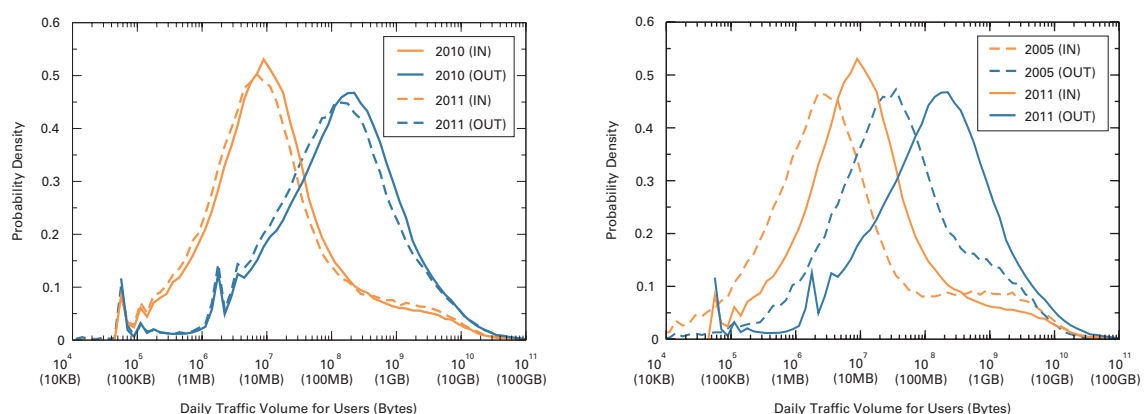 0.6
0.5
0.4
0.3
0.2
0.1
0
Probability Density
2010 (IN)
2010 (OUT)
2011 (IN)
2011 (OUT)
10^4 10^5 10^6 10^7 10^8 10^9 10^10 10^11
(10KB) (100KB) (1MB) (10MB) (100MB) (1GB) (10GB) (100GB)
Daily Traffic Volume for Users (Bytes)
0.6
0.5
0.4
0.3
0.2
0.1
0
Probability Density
2005 (IN)
2005 (OUT)
2011 (IN)
2011 (OUT)
10^4 10^5 10^6 10^7 10^8 10^9 10^10 10^11
(10KB) (100KB) (1MB) (10MB) (100MB) (1GB) (10GB) (100GB)
Daily Traffic Volume for Users (Bytes)